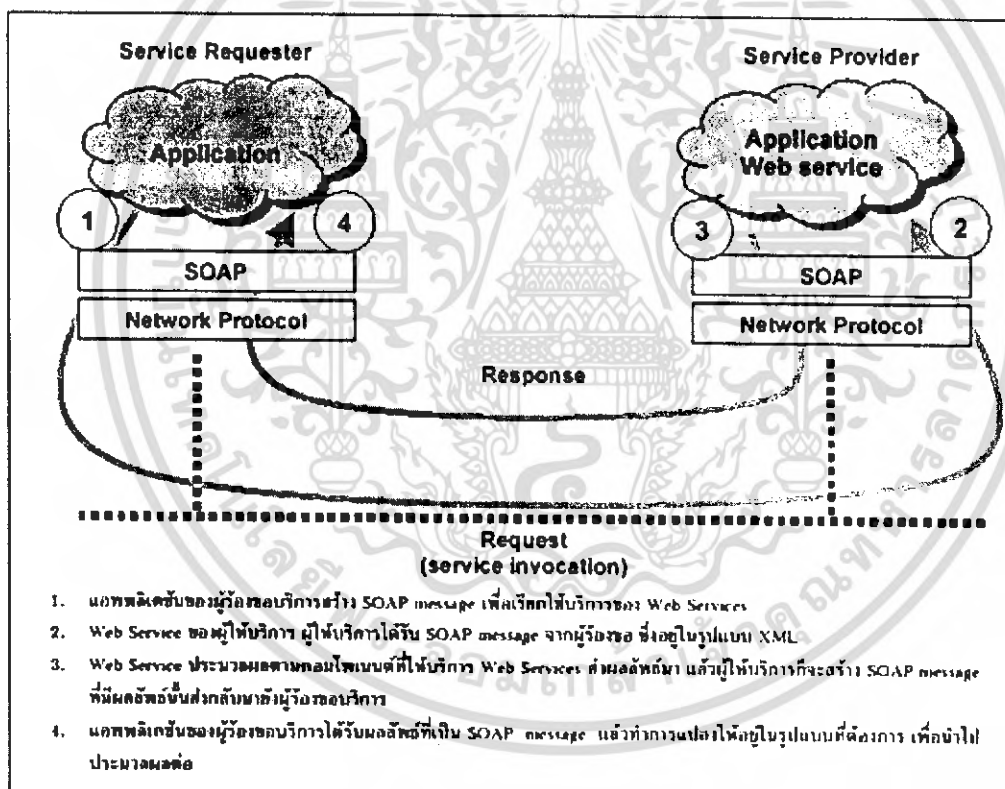 Service Requester
Service Provider
Application
Application
Web service
1
4
3
2
SOAP
SOAP
Network Protocol
Network Protocol
Response
Request
(service invocation)
1. แอพพลิเคชันของผู้ร้องขอบริการสร้าง SOAP message เพื่อเรียกใช้บริการของ Web Services
2. Web Service ของผู้ให้บริการ ผู้ให้บริการได้รับ SOAP message จากผู้ร้องขอ ซึ่งอยู่ในรูปแบบ XML
3. Web Service ประมวลผลตามคอมโพเนนต์ที่ให้บริการ Web Services ส่งผลลัพธ์มา แล้วผู้ให้บริการก็จะสร้าง SOAP message
ที่มีผลลัพธ์นั้นส่งกลับมายังผู้ร้องขอบริการ
4. แอพพลิเคชันของผู้ร้องขอบริการได้รับผลลัพธ์ที่เป็น SOAP message แล้วทำการแปลงให้อยู่ในรูปแบบที่ต้องการ เพื่อนำไป
ประมวลผลต่อ